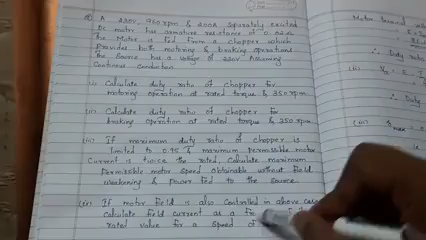 Q) A 230V, 960 rpm & 200A separately excited
DC motor has armature resistance of 0.02 Ω
The Motor is fed from a chopper which
Provides both motoring & braking operations
The source has a voltage of 230V. Assuming
Continuous Conduction
(i) Calculate duty ratio of chopper for
motoring operation at rated torque & 350 rpm
(ii) Calculate duty ratio of chopper for
braking operation at rated torque & 350 rpm
(iii) If maximum duty ratio of chopper is
limited to 0.95 & maximum permissible motor
Current is twice the rated, Calculate maximum
Permissible motor speed obtainable without field
weakening & power fed to the source.
(iv) If motor field is also controlled in above case
Calculate field current as a
rated value for a speed of
Motor
∴ Duty
(ii)
∴ Duty
(iii)